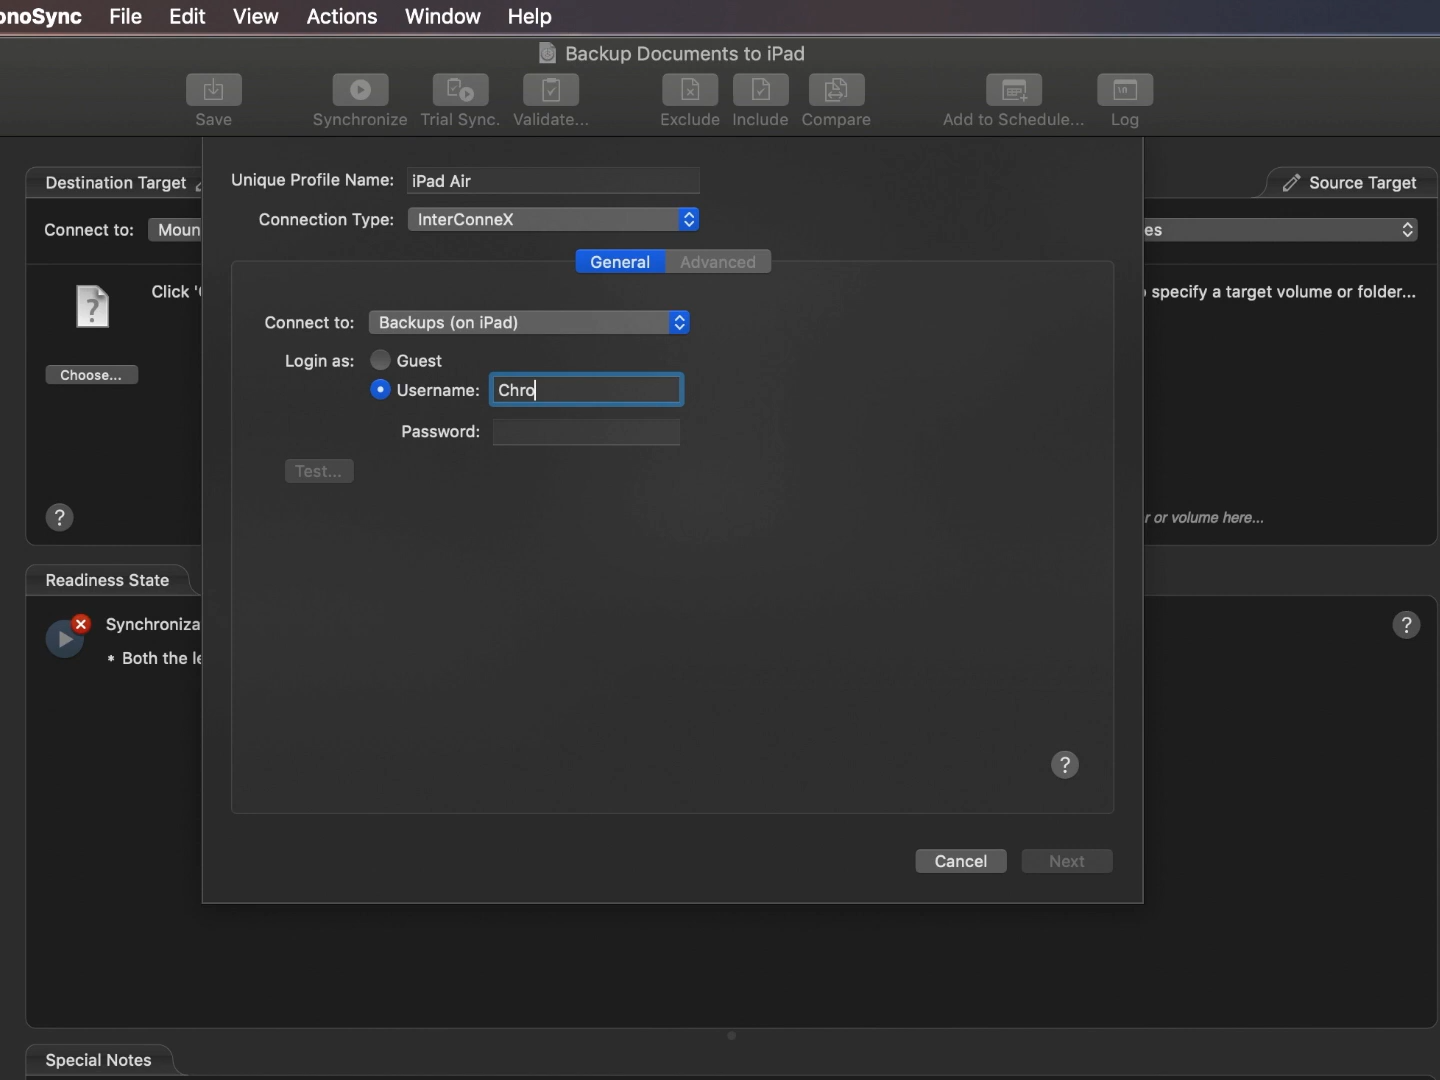 onoSync File Edit View Actions Window Help
Backup Documents to iPad
Save Synchronize Trial Sync. Validate... Exclude Include Compare Add to Schedule... Log
Destination Target
Unique Profile Name: iPad Air
Source Target
Connection Type: InterConneX
Connect to: Moun
es
General Advanced
Click '
specify a target volume or folder...
Connect to: Backups (on iPad)
Login as: Guest
Choose...
Username: Chro
Password:
Test...
?
r or volume here...
Readiness State
Synchroniza
?
* Both the le
?
Cancel Next
Special Notes